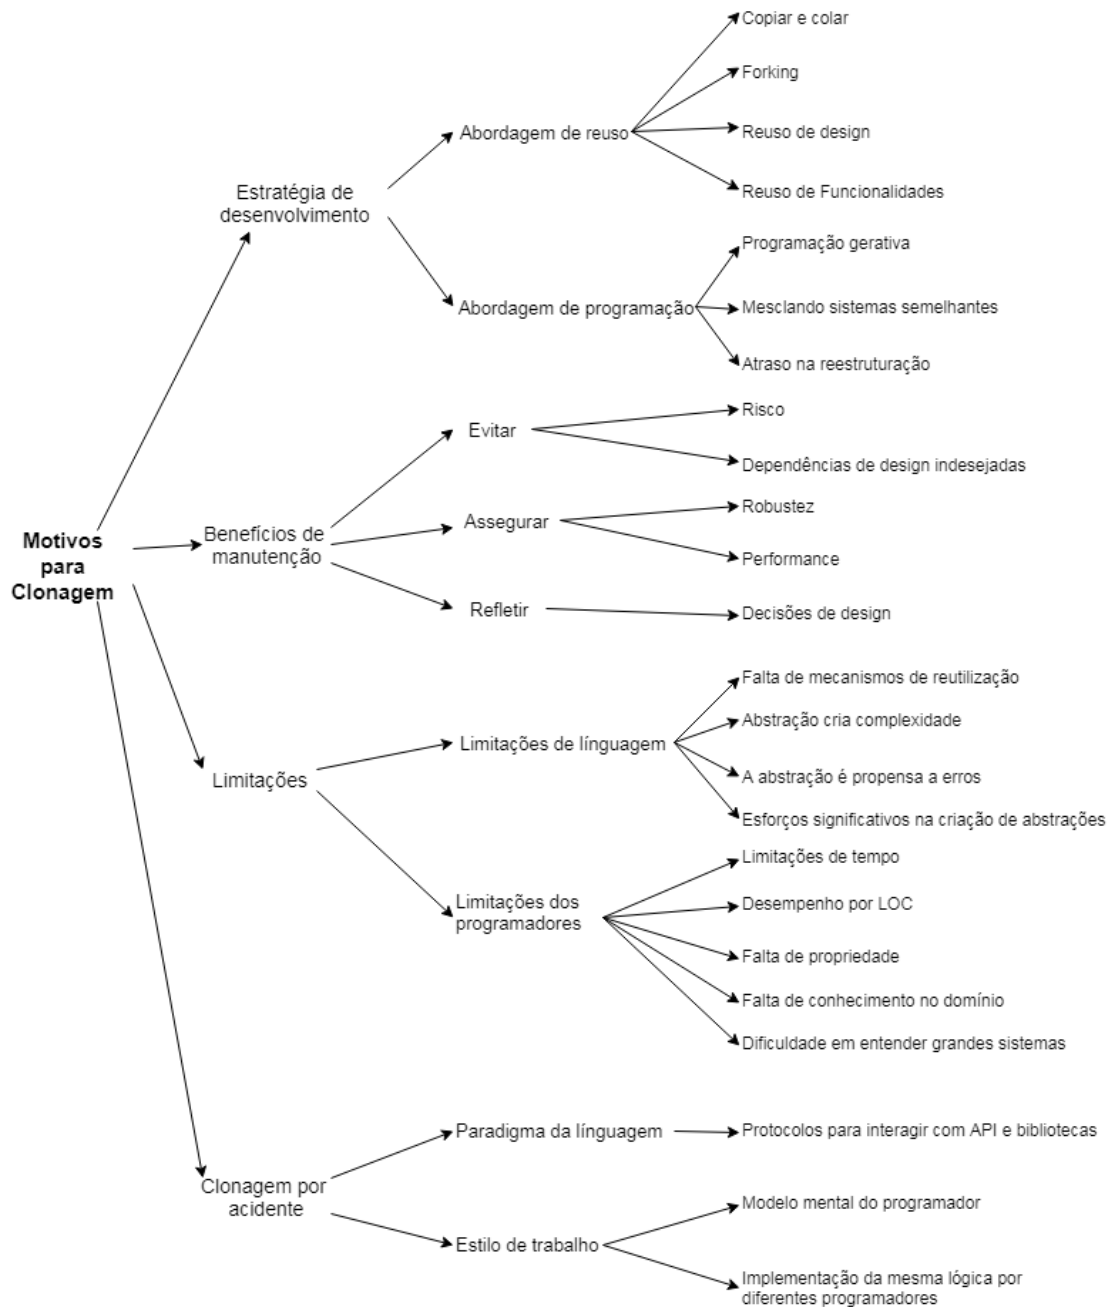 Motivos
para
Clonagem
Estratégia de
desenvolvimento
Abordagem de reuso
Copiar e colar
Forking
Reuso de design
Reuso de Funcionalidades
Abordagem de programação
Programação gerativa
Mesclando sistemas semelhantes
Atraso na reestruturação
Benefícios de
manutenção
Evitar
Risco
Dependências de design indesejadas
Assegurar
Robustez
Performance
Refletir
Decisões de design
Limitações
Limitações de línguagem
Falta de mecanismos de reutilização
Abstração cria complexidade
A abstração é propensa a erros
Esforços significativos na criação de abstrações
Limitações dos
programadores
Limitações de tempo
Desempenho por LOC
Falta de propriedade
Falta de conhecimento no domínio
Dificuldade em entender grandes sistemas
Clonagem por
acidente
Paradigma da línguagem
Protocolos para interagir com API e bibliotecas
Estilo de trabalho
Modelo mental do programador
Implementação da mesma lógica por
diferentes programadores